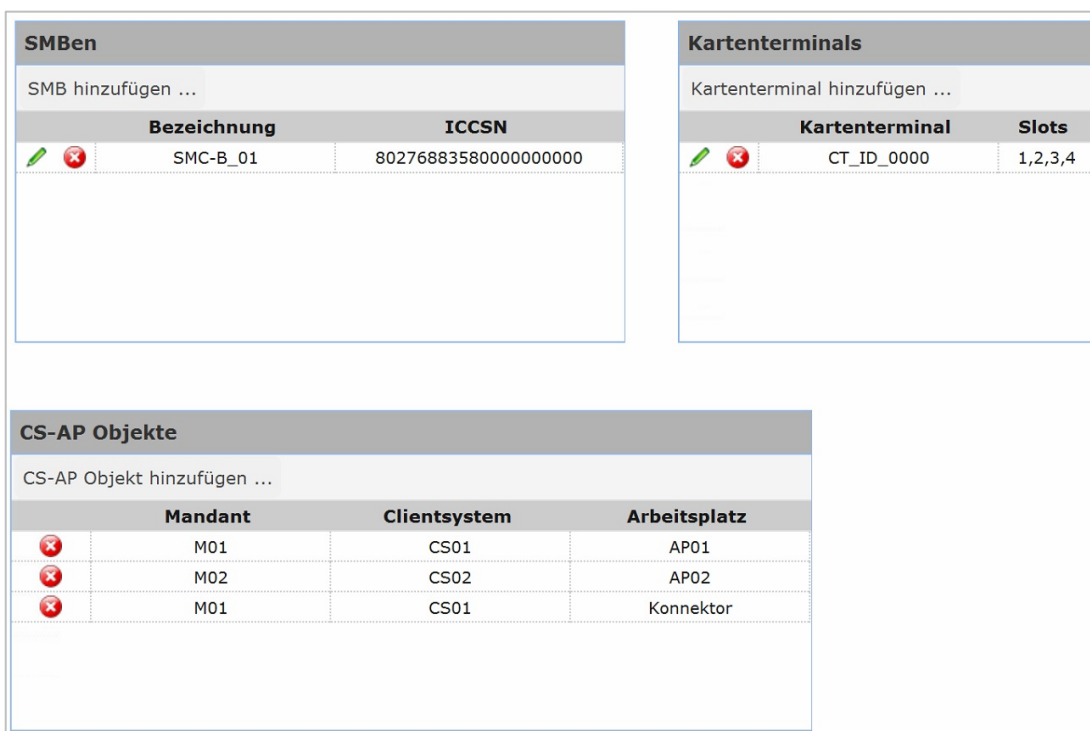 SMBen
SMB hinzufügen ...
Bezeichnung ICCSN
SMC-B_01 80276883580000000000
Kartenterminals
Kartenterminal hinzufügen ...
Kartenterminal Slots
CT_ID_0000 1,2,3,4
CS-AP Objekte
CS-AP Objekt hinzufügen ...
Mandant Clientsystem Arbeitsplatz
M01 CS01 AP01
M02 CS02 AP02
M01 CS01 Konnektor